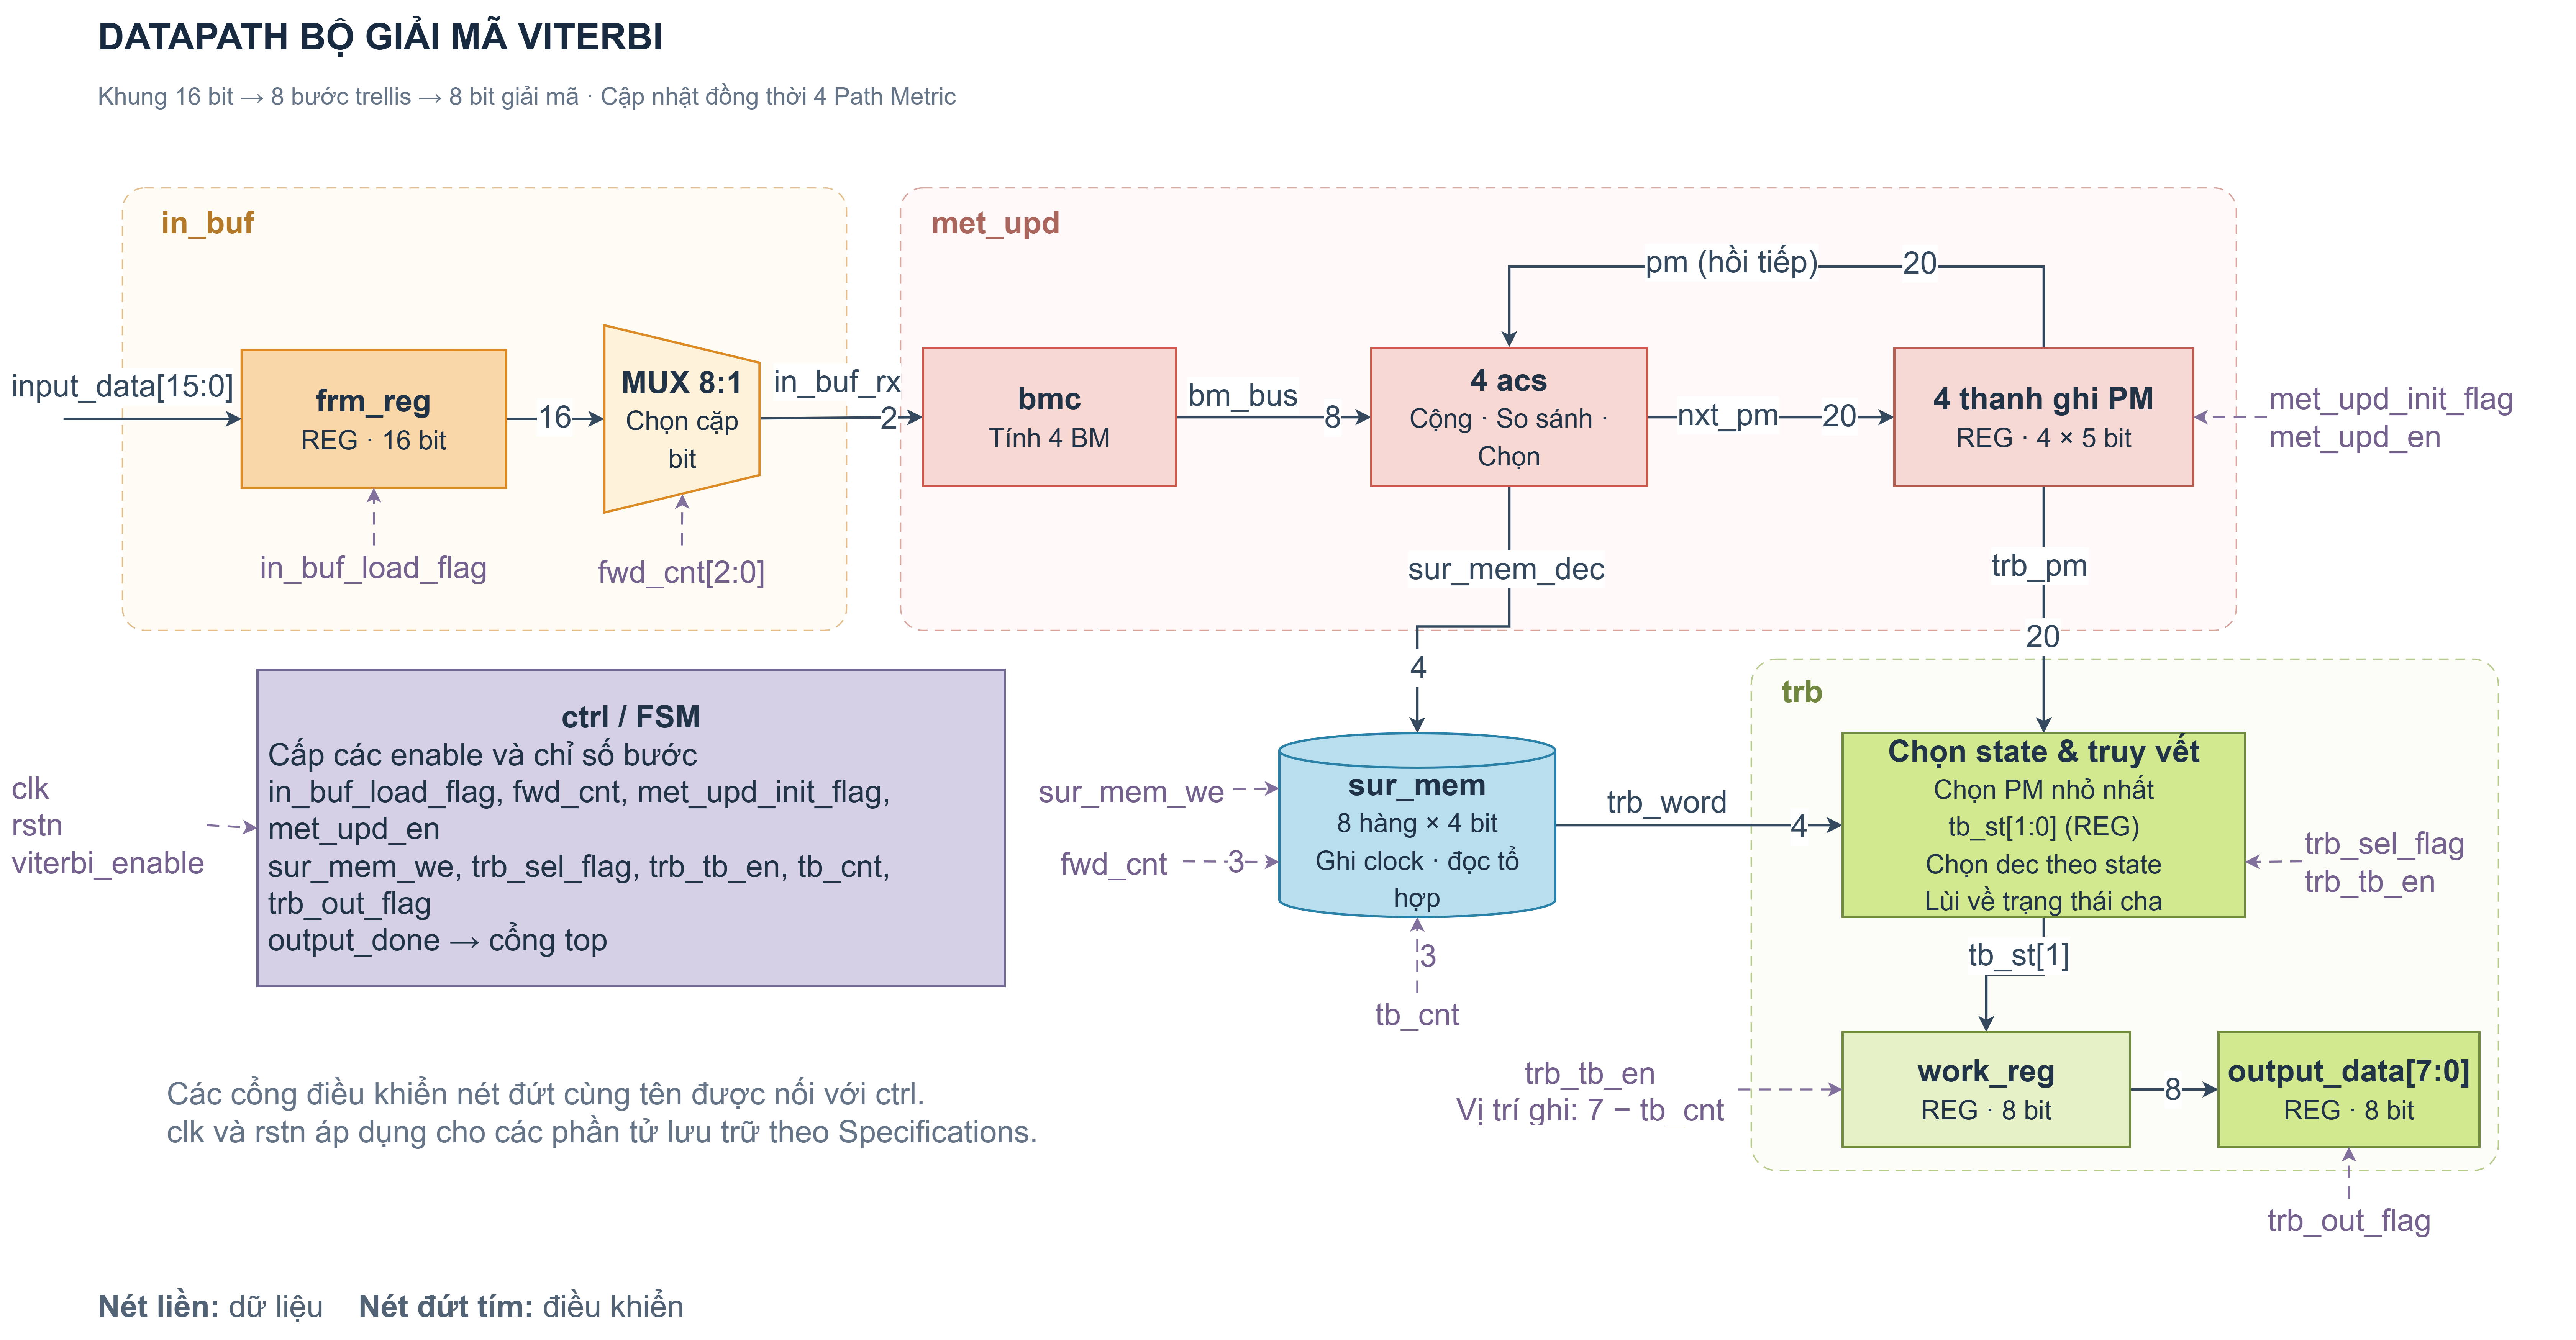 DATAPATH BỘ GIẢI MÃ VITERBI
Khung 16 bit → 8 bước trellis → 8 bit giải mã · Cập nhật đồng thời 4 Path Metric
in_buf
met_upd
pm (hồi tiếp)
20
input_data[15:0]
frm_reg
REG · 16 bit
16
MUX 8:1
Chọn cặp
bit
in_buf_rx
2
bmc
Tính 4 BM
bm_bus
8
4 acs
Cộng · So sánh ·
Chọn
nxt_pm
20
4 thanh ghi PM
REG · 4 × 5 bit
met_upd_init_flag
met_upd_en
in_buf_load_flag
fwd_cnt[2:0]
sur_mem_dec
4
trb_pm
20
ctrl / FSM
Cấp các enable và chỉ số bước
in_buf_load_flag, fwd_cnt, met_upd_init_flag,
met_upd_en
sur_mem_we, trb_sel_flag, trb_tb_en, tb_cnt,
trb_out_flag
output_done → cổng top
clk
rstn
viterbi_enable
sur_mem_we
fwd_cnt
3
sur_mem
8 hàng × 4 bit
Ghi clock · đọc tổ
hợp
3
tb_cnt
trb_word
4
trb
Chọn state & truy vết
Chọn PM nhỏ nhất
tb_st[1:0] (REG)
Chọn dec theo state
Lùi về trạng thái cha
trb_sel_flag
trb_tb_en
tb_st[1]
trb_tb_en
Vị trí ghi: 7 − tb_cnt
work_reg
REG · 8 bit
8
output_data[7:0]
REG · 8 bit
trb_out_flag
Các cổng điều khiển nét đứt cùng tên được nối với ctrl.
clk và rstn áp dụng cho các phần tử lưu trữ theo Specifications.
Nét liền: dữ liệu Nét đứt tím: điều khiển